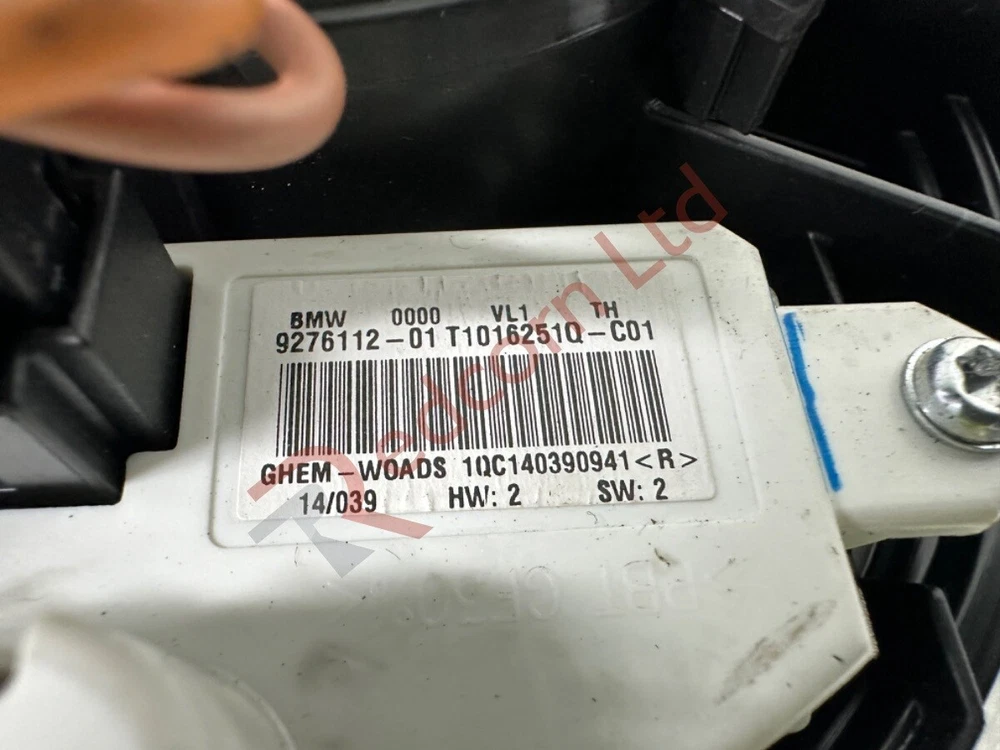 BMW 0000 VL1 TH
9276112-01 T1016251Q-C01
GHEM-WOADS 1QC140390941<R>
14/039 HW: 2 SW: 2
Redcorn Ltd